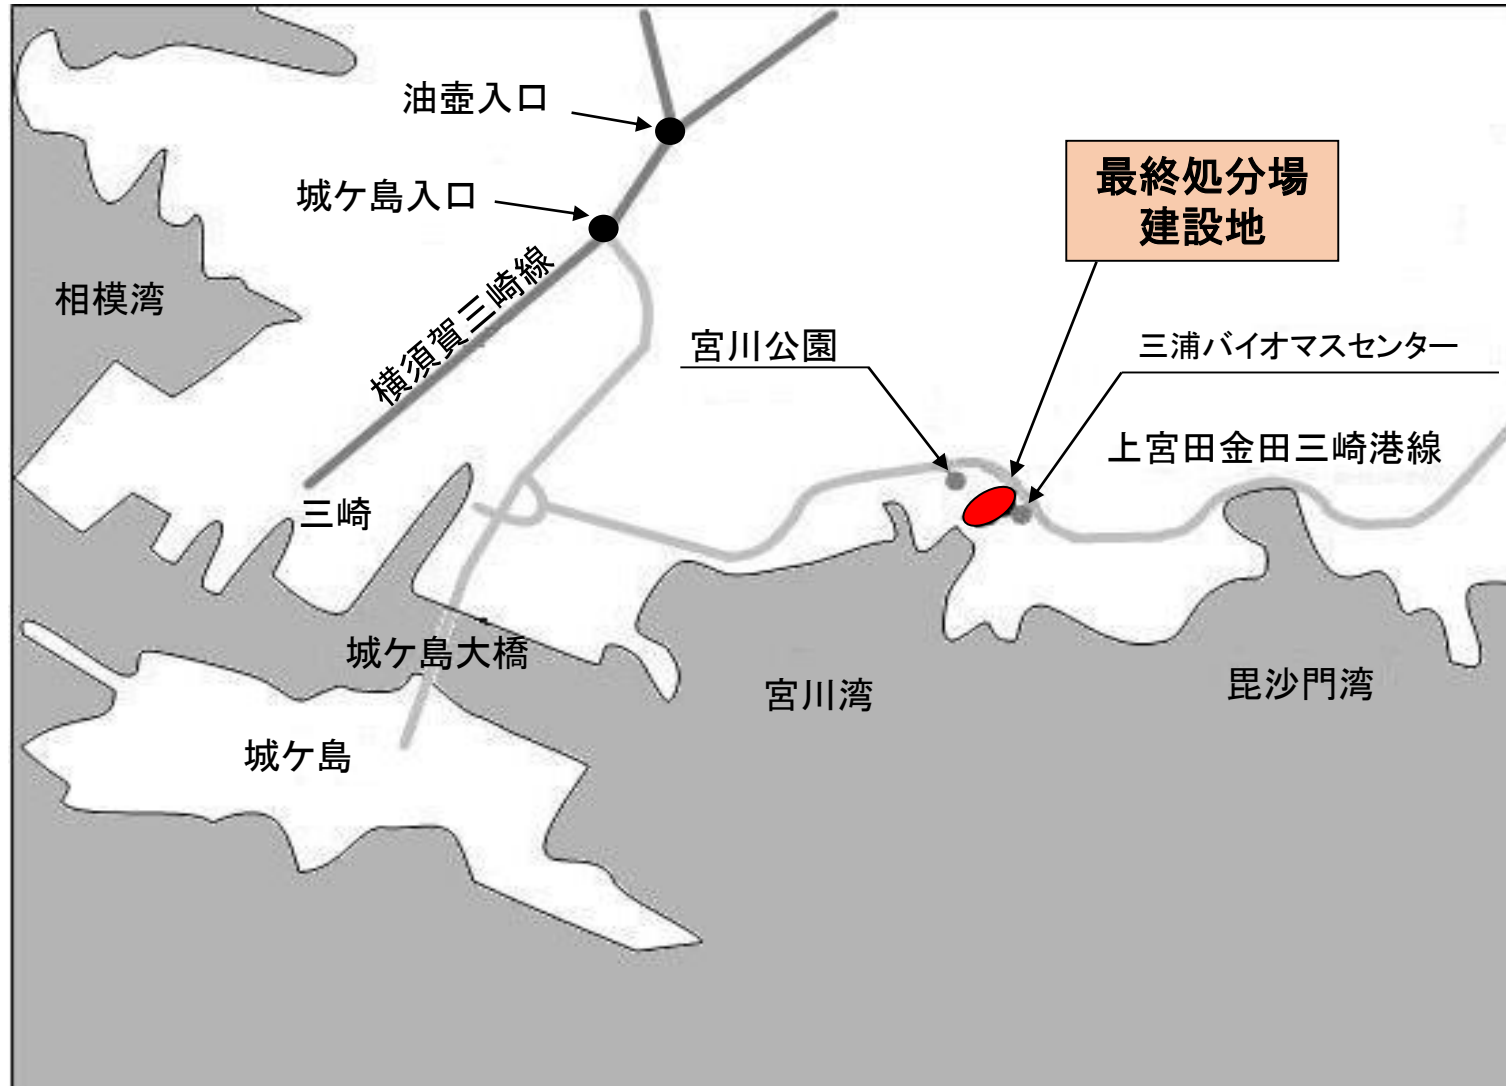 油壺入口
城ケ島入口
最終処分場
建設地
相模湾
横須賀三崎線
宮川公園
三浦バイオマスセンター
上宮田金田三崎港線
三崎
城ケ島大橋
宮川湾
毘沙門湾
城ケ島